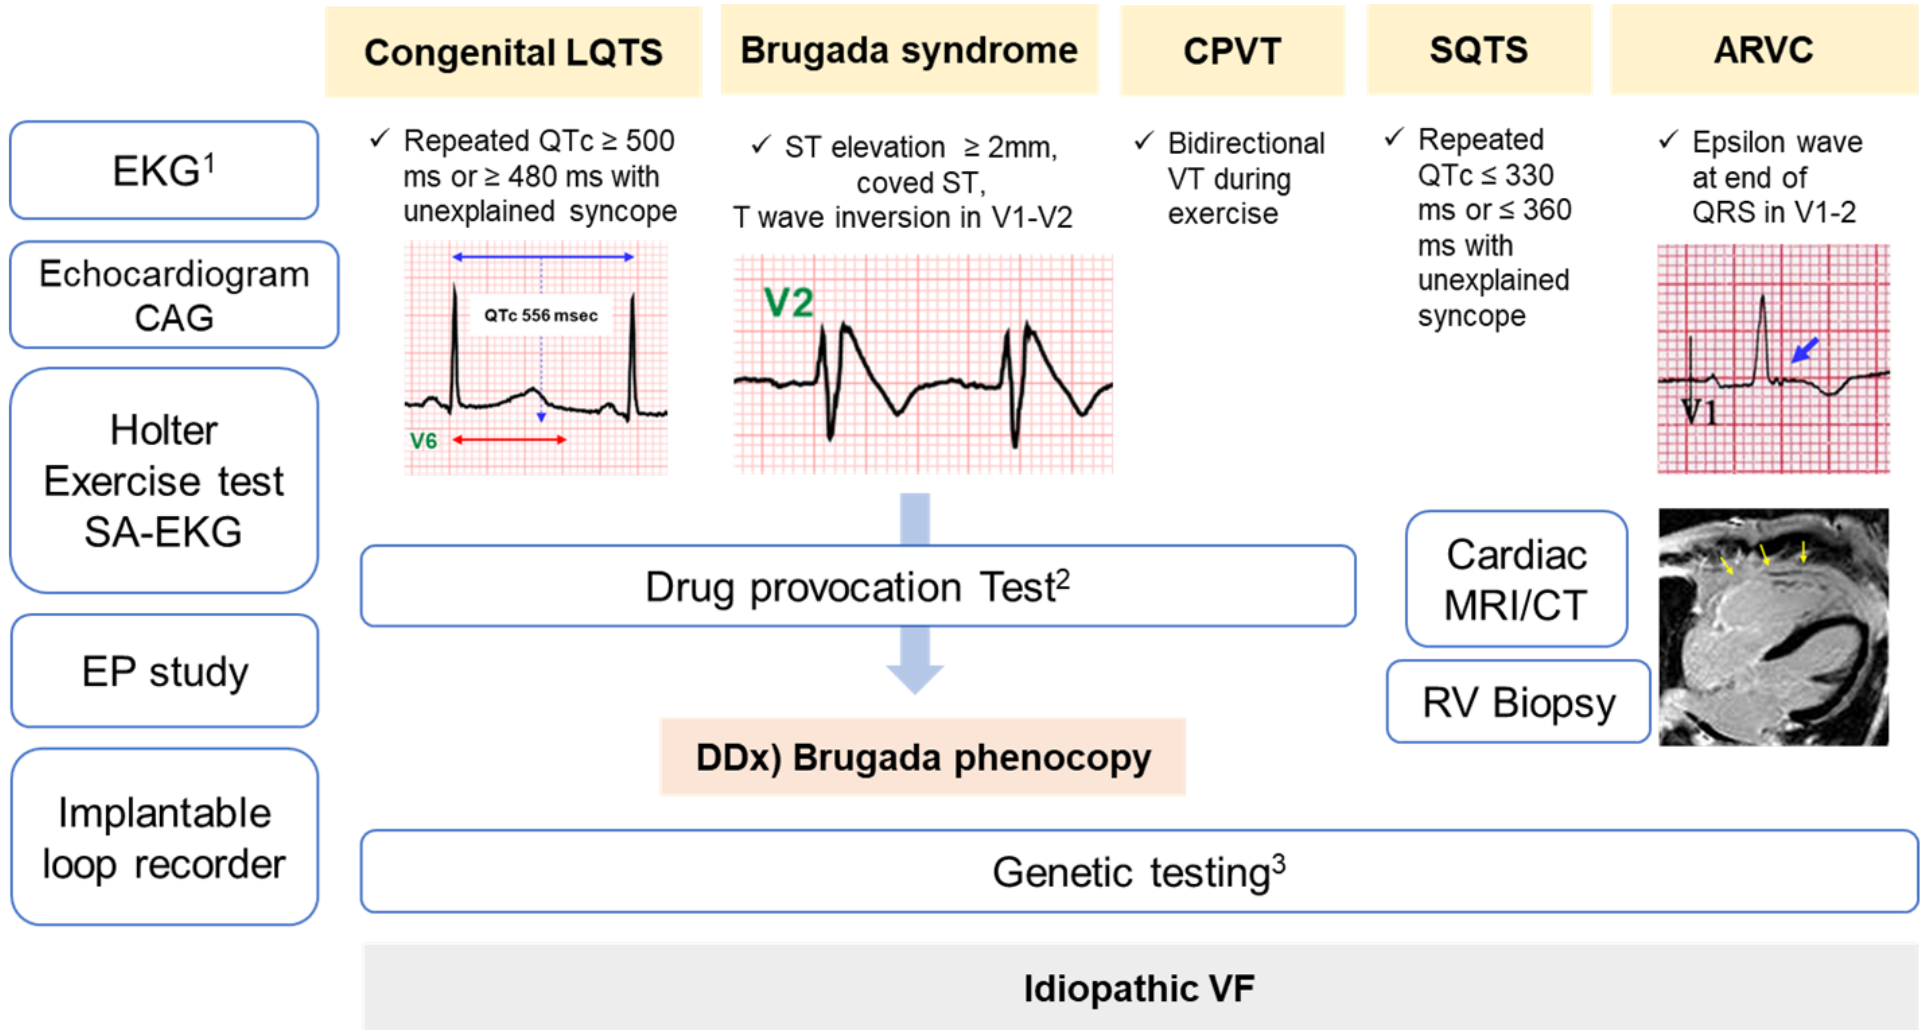 Congenital LQTS
Brugada syndrome
CPVT
SQTS
ARVC
EKG1
✓ Repeated QTc ≥ 500
ms or ≥ 480 ms with
unexplained syncope
✓ ST elevation ≥ 2mm,
coved ST,
T wave inversion in V1-V2
✓ Bidirectional
VT during
exercise
✓ Repeated
QTc ≤ 330
ms or ≤ 360
ms with
unexplained
syncope
✓ Epsilon wave
at end of
QRS in V1-2
Echocardiogram
CAG
QTc 556 msec
V6
V2
V1
Holter
Exercise test
SA-EKG
Drug provocation Test2
Cardiac
MRI/CT
EP study
RV Biopsy
DDx) Brugada phenocopy
Implantable
loop recorder
Genetic testing3
Idiopathic VF